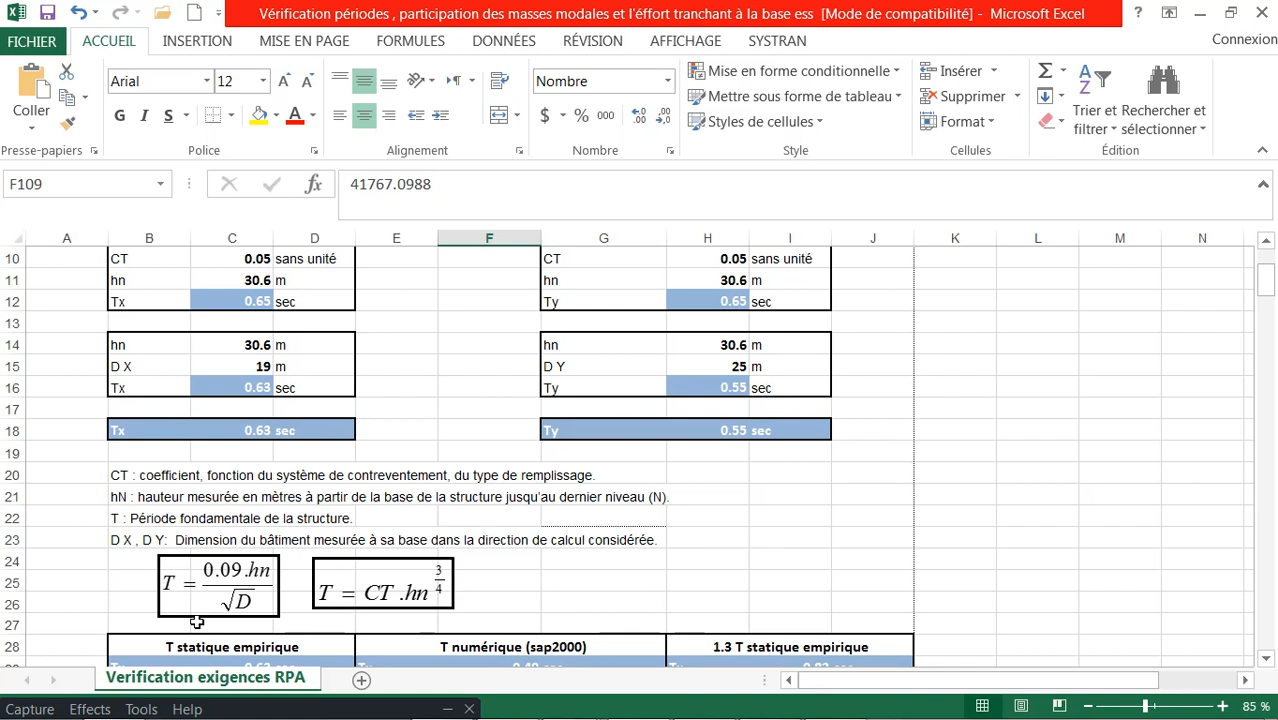 Vérification périodes , participation des masses modales et l'éffort tranchant à la base ess [Mode de compatibilité] - Microsoft Excel
FICHIER ACCUEIL INSERTION MISE EN PAGE FORMULES DONNÉES RÉVISION AFFICHAGE SYSTRAN Connexion
Coller
Arial 12
Nombre
$ % 000
Mise en forme conditionnelle
Mettre sous forme de tableau
Styles de cellules
Insérer
Supprimer
Format
Trier et filtrer
Rechercher et sélectionner
Presse-papiers Police Alignement Nombre Style Cellules Édition
F109 fx 41767.0988
A B C D E F G H I J K L M N
10 CT 0.05 sans unité CT 0.05 sans unité
11 hn 30.6 m hn 30.6 m
12 Tx 0.65 sec Ty 0.65 sec
13
14 hn 30.6 m hn 30.6 m
15 D X 19 m D Y 25 m
16 Tx 0.63 sec Ty 0.55 sec
17
18 Tx 0.63 sec Ty 0.55 sec
19
20 CT : coefficient, fonction du système de contreventement, du type de remplissage.
21 hN : hauteur mesurée en mètres à partir de la base de la structure jusqu'au dernier niveau (N).
22 T : Période fondamentale de la structure.
23 D X , D Y: Dimension du bâtiment mesurée à sa base dans la direction de calcul considérée.
24
25 T = 0.09.hn / √D T = CT.hn 3/4
26
27
28 T statique empirique T numérique (sap2000) 1.3 T statique empirique
Verification exigences RPA
Capture Effects Tools Help
85 %